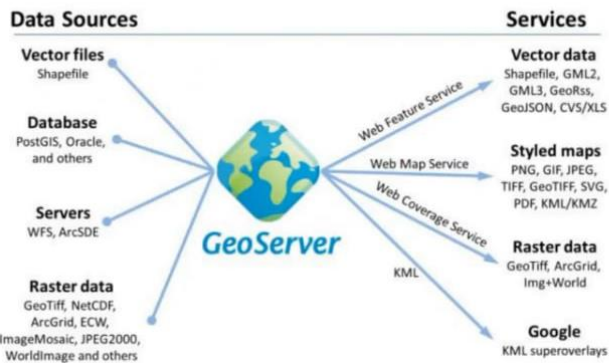 Data Sources
Services
Vector files
Shapefile
Database
PostGIS, Oracle,
and others
Servers
WFS, ArcSDE
Raster data
GeoTiff, NetCDF,
ArcGrid, ECW,
ImageMosaic, JPEG2000,
WorldImage and others
GeoServer
Web Feature Service
Web Map Service
Web Coverage Service
KML
Vector data
Shapefile, GML2,
GML3, GeoRss,
GeoJSON, CVS/XLS
Styled maps
PNG, GIF, JPEG,
TIFF, GeoTIFF, SVG,
PDF, KML/KMZ
Raster data
GeoTiff, ArcGrid,
Img+World
Google
KML superoverlays